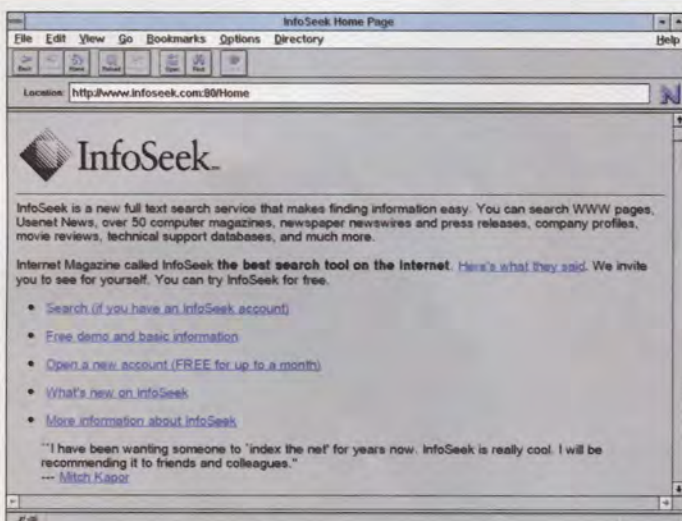 InfoSeek Home Page
File Edit View Go Bookmarks Options Directory Help
Back Home Reload Open Find
Location: http://www.infoseek.com:80/Home
N
InfoSeek
InfoSeek is a new full text search service that makes finding information easy. You can search WWW pages,
Usenet News, over 50 computer magazines, newspaper newswires and press releases, company profiles,
movie reviews, technical support databases, and much more.
Internet Magazine called InfoSeek the best search tool on the Internet. Here's what they said. We invite
you to see for yourself. You can try InfoSeek for free.
• Search (if you have an InfoSeek account)
• Free demo and basic information
• Open a new account (FREE for up to a month)
• What's new on InfoSeek
• More information about InfoSeek
``I have been wanting someone to `index the net' for years now. InfoSeek is really cool. I will be
recommending it to friends and colleagues."
--- Mitch Kapor